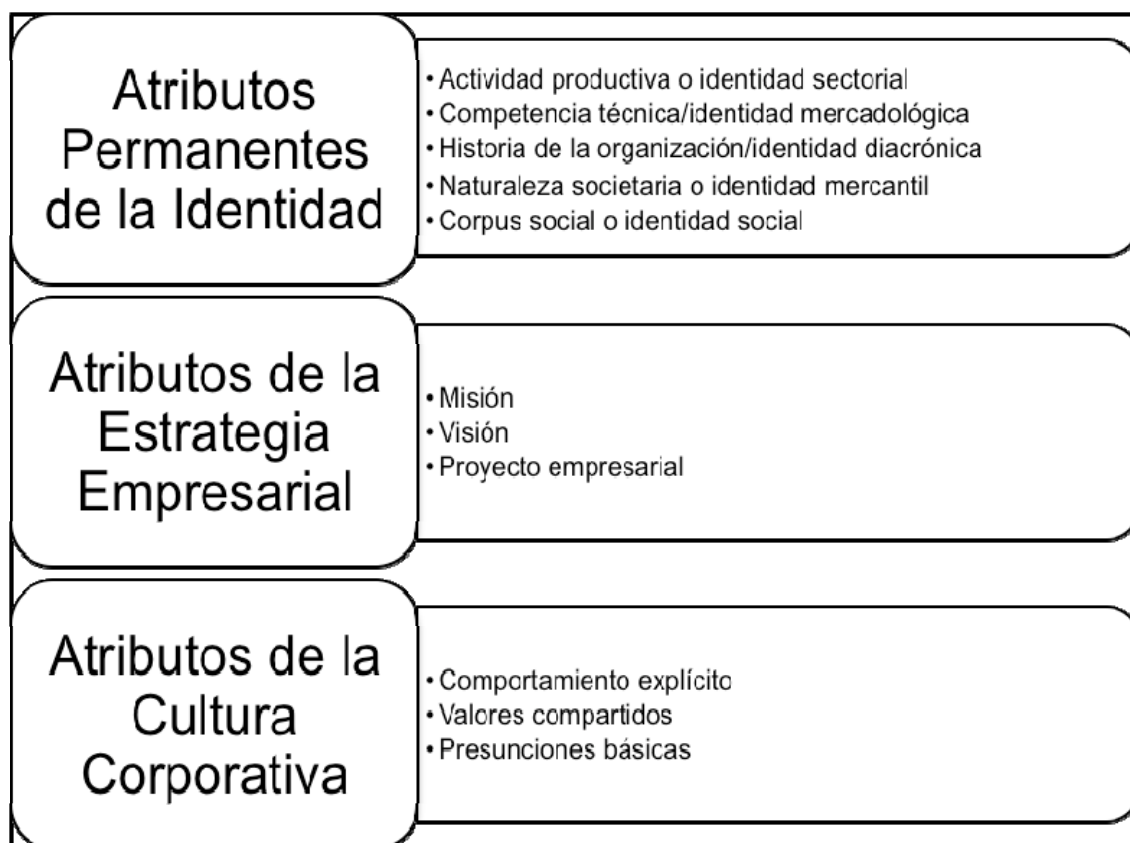 Atributos
Permanentes
de la Identidad
• Actividad productiva o identidad sectorial
• Competencia técnica/identidad mercadológica
• Historia de la organización/identidad diacrónica
• Naturaleza societaria o identidad mercantil
• Corpus social o identidad social
Atributos de la
Estrategia
Empresarial
• Misión
• Visión
• Proyecto empresarial
Atributos de la
Cultura
Corporativa
• Comportamiento explícito
• Valores compartidos
• Presunciones básicas